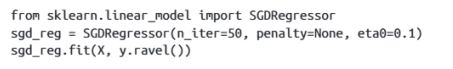 from sklearn.linear_model import SGDRegressor
sgd_reg = SGDRegressor(n_iter=50, penalty=None, eta0=0.1)
sgd_reg.fit(X, y.ravel())